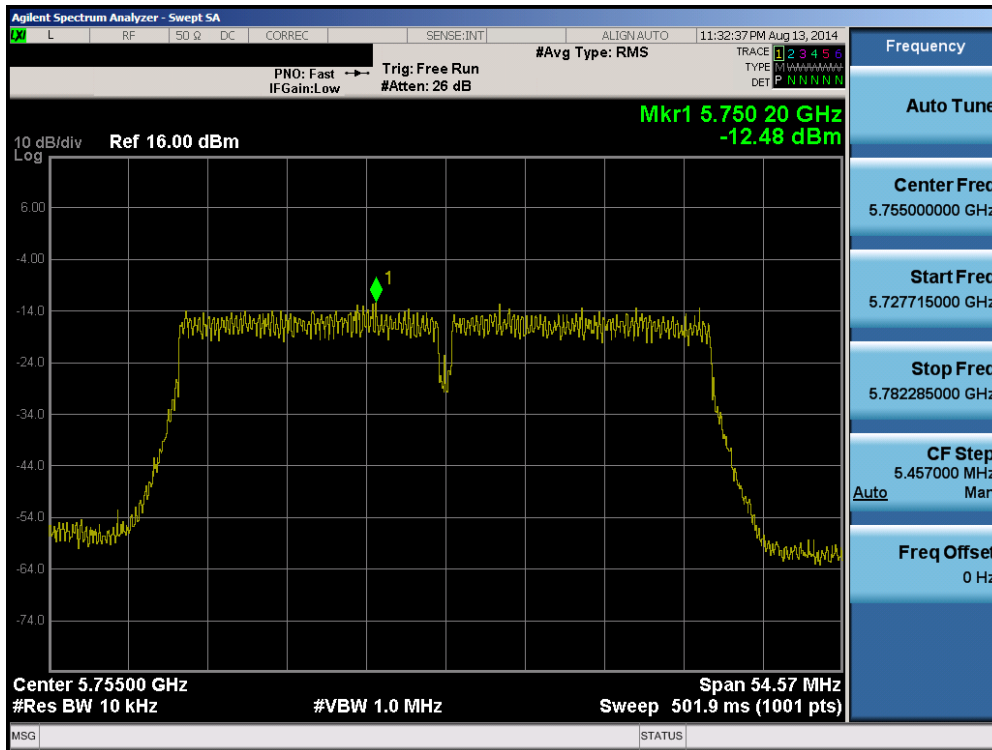 Agilent Spectrum Analyzer - Swept SA
LXI L RF 50 Ω DC CORREC SENSE:INT ALIGN AUTO 11:32:37 PM Aug 13, 2014
Frequency
#Avg Type: RMS
TRACE 1 2 3 4 5 6
PNO: Fast Trig: Free Run
TYPE M W W W W W
IFGain:Low #Atten: 26 dB
DET P N N N N N
Auto Tune
Mkr1 5.750 20 GHz
-12.48 dBm
10 dB/div Ref 16.00 dBm
Log
6.00
-4.00
-14.0
-24.0
-34.0
-44.0
-54.0
-64.0
-74.0
1
Center Freq
5.755000000 GHz
Start Freq
5.727715000 GHz
Stop Freq
5.782285000 GHz
CF Step
5.457000 MHz
Auto Man
Freq Offset
0 Hz
Center 5.75500 GHz Span 54.57 MHz
#Res BW 10 kHz #VBW 1.0 MHz Sweep 501.9 ms (1001 pts)
MSG STATUS